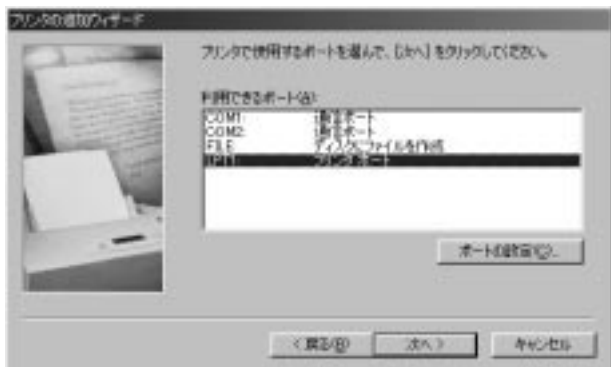 プリンタの追加ウィザード
プリンタで使用するポートを選んで、[次へ] をクリックしてください。
利用できるポート(A):
COM1: 通信ポート
COM2: 通信ポート
FILE: ディスクにファイルを作成
LPT1: プリンタ ポート
ポートの設定(C)...
< 戻る(B)
次へ >
キャンセル